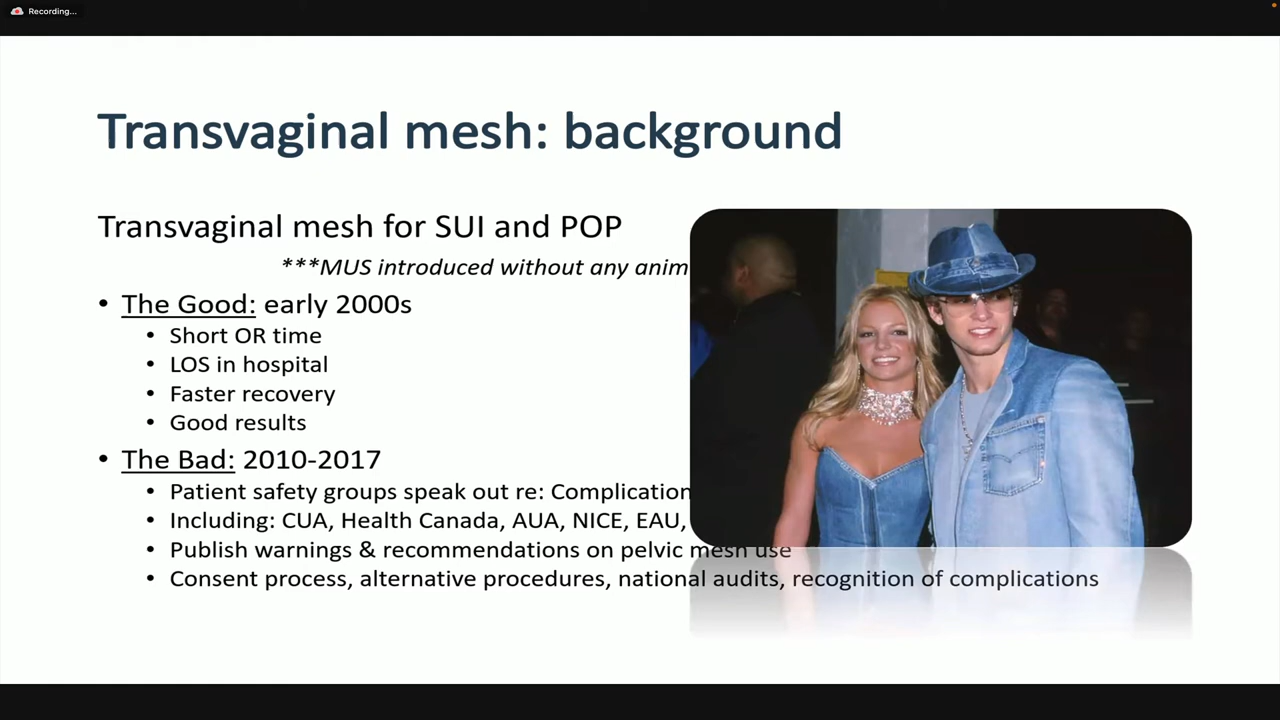 Recording...
Transvaginal mesh: background
Transvaginal mesh for SUI and POP
***MUS introduced without any anim
• The Good: early 2000s
• Short OR time
• LOS in hospital
• Faster recovery
• Good results
• The Bad: 2010-2017
• Patient safety groups speak out re: Complication
• Including: CUA, Health Canada, AUA, NICE, EAU,
• Publish warnings & recommendations on pelvic mesh use
• Consent process, alternative procedures, national audits, recognition of complications